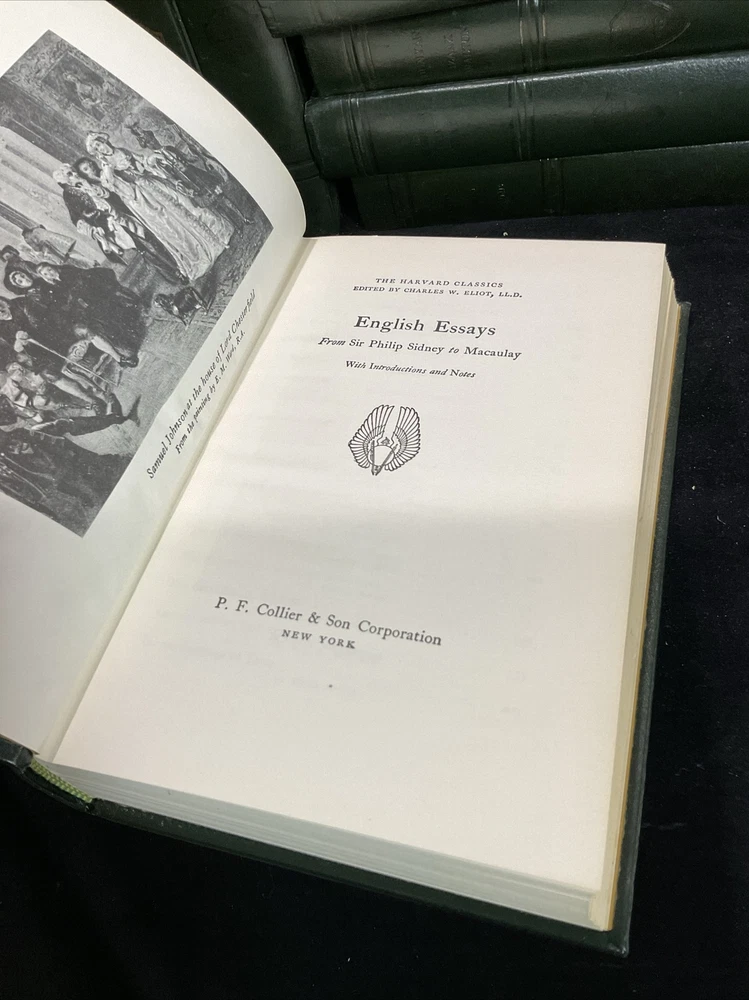 Samuel Johnson at the house of Lord Chesterfield
From the painting by E. M. Ward, R.A.
THE HARVARD CLASSICS
EDITED BY CHARLES W. ELIOT, LL.D.
English Essays
From Sir Philip Sidney to Macaulay
With Introductions and Notes
P. F. Collier & Son Corporation
NEW YORK